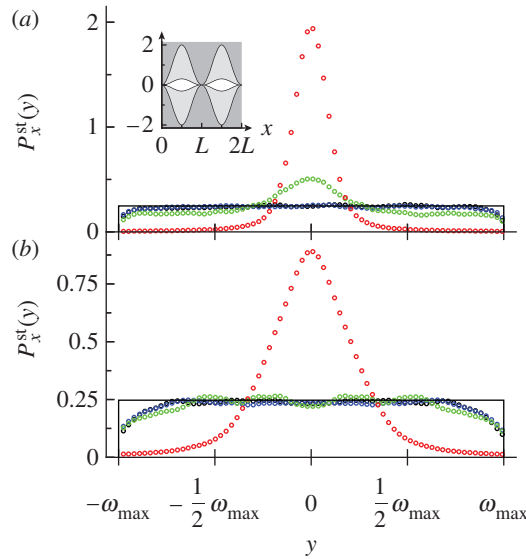 (a)
2
1
0
P_x^st(y)
2
0
−2
0 L 2L x
(b)
0.75
0.5
0.25
0
P_x^st(y)
−ω_max −1/2 ω_max 0 1/2 ω_max ω_max
y